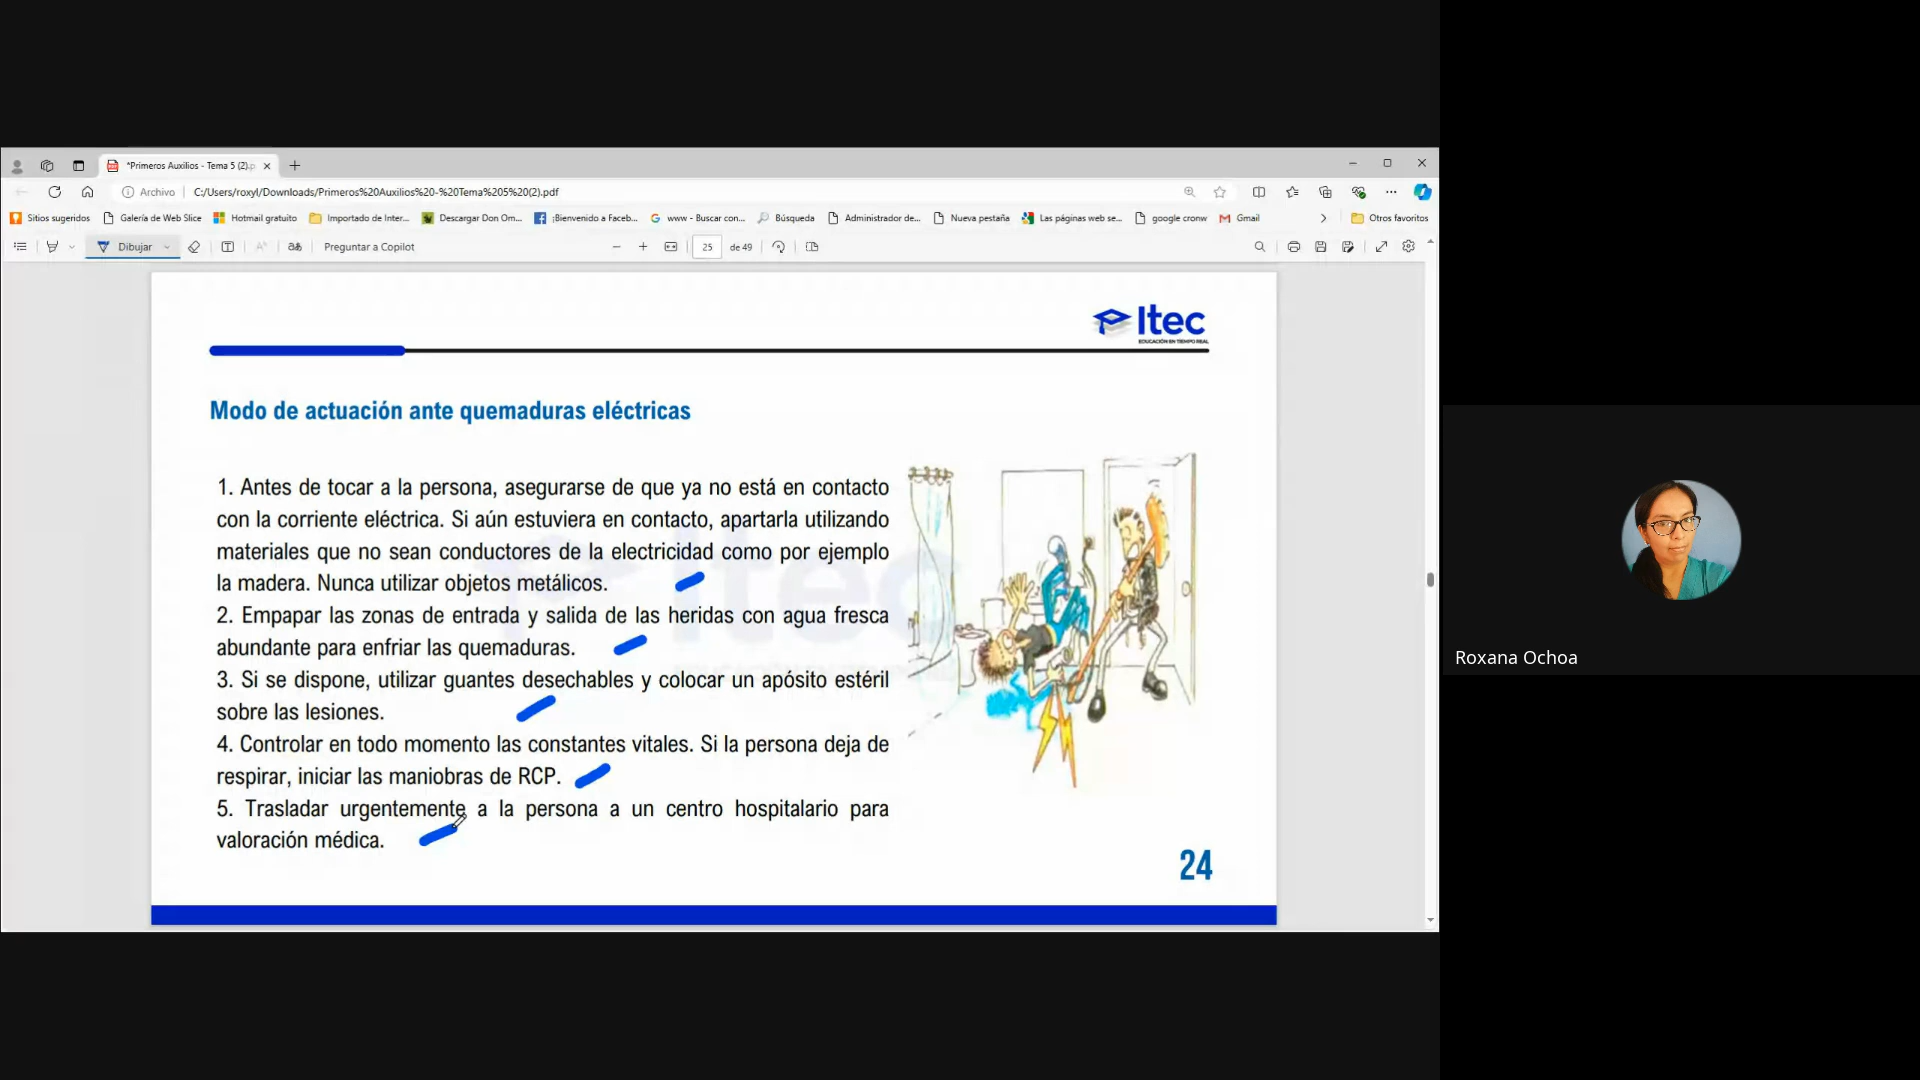 *Primeros Auxilios - Tema 5 (2).p
Archivo
C:/Users/roxyl/Downloads/Primeros%20Auxilios%20-%20Tema%205%20(2).pdf
Sitios sugeridos
Galería de Web Slice
Hotmail gratuito
Importado de Inter...
Descargar Don Om...
¡Bienvenido a Faceb...
www - Buscar con...
Búsqueda
Administrador de...
Nueva pestaña
Las páginas web se...
google cronw
Gmail
Otros favoritos
Dibujar
Preguntar a Copilot
25
de 49
Itec
EDUCACIÓN EN TIEMPO REAL
Modo de actuación ante quemaduras eléctricas
1. Antes de tocar a la persona, asegurarse de que ya no está en contacto
con la corriente eléctrica. Si aún estuviera en contacto, apartarla utilizando
materiales que no sean conductores de la electricidad como por ejemplo
la madera. Nunca utilizar objetos metálicos.
2. Empapar las zonas de entrada y salida de las heridas con agua fresca
abundante para enfriar las quemaduras.
3. Si se dispone, utilizar guantes desechables y colocar un apósito estéril
sobre las lesiones.
4. Controlar en todo momento las constantes vitales. Si la persona deja de
respirar, iniciar las maniobras de RCP.
5. Trasladar urgentemente a la persona a un centro hospitalario para
valoración médica.
24
Roxana Ochoa